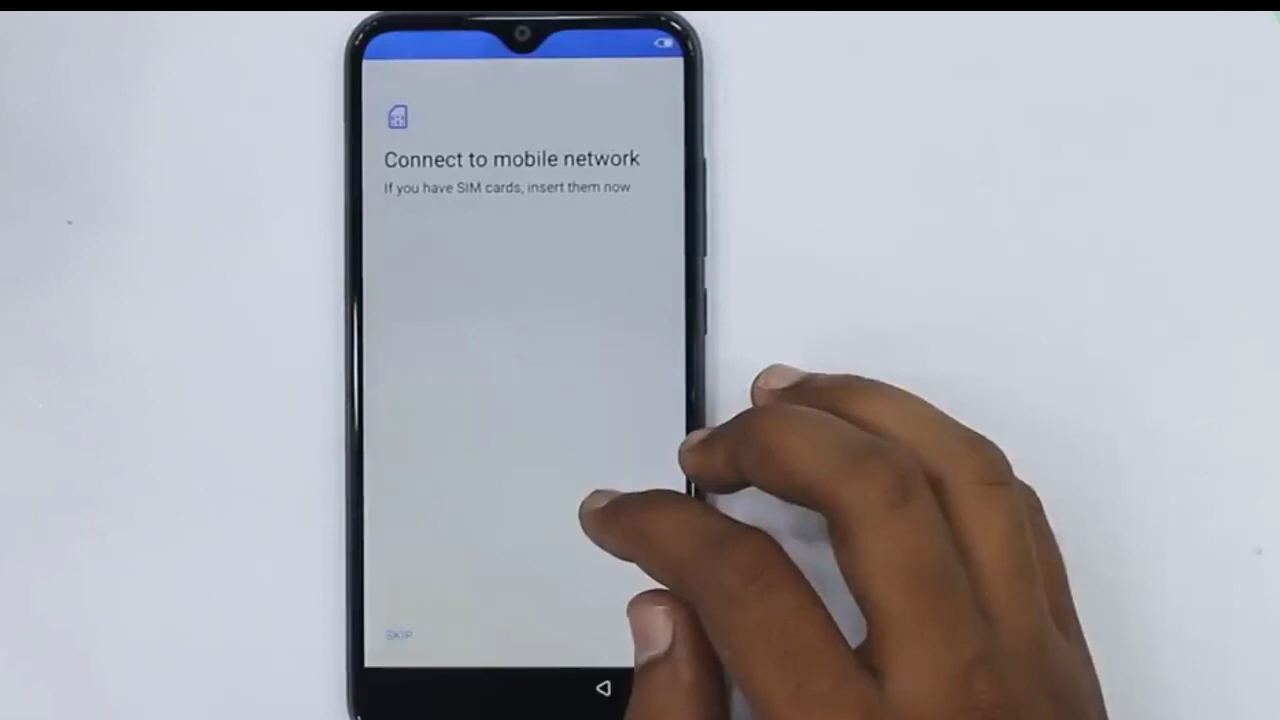 Connect to mobile network
If you have SIM cards, insert them now
SKIP